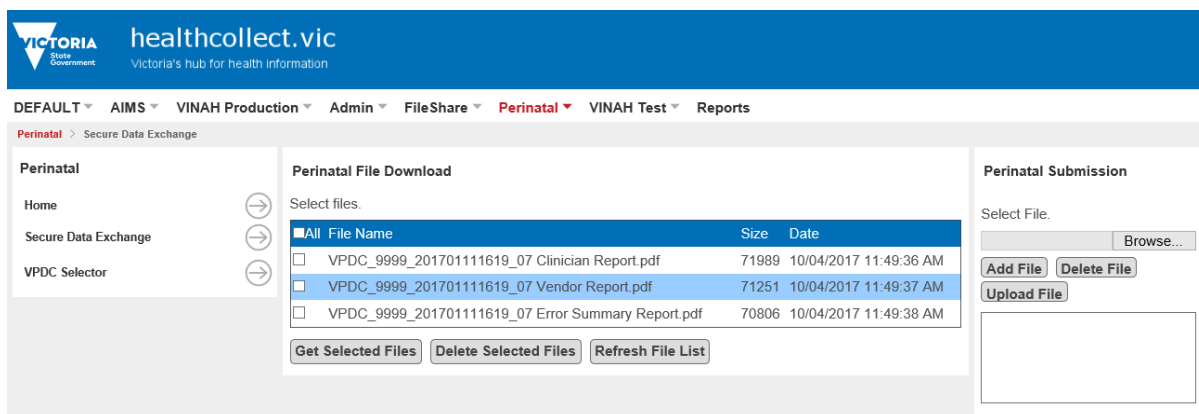 VICTORIA
State
Government
healthcollect.vic
Victoria's hub for health information
DEFAULT AIMS VINAH Production Admin FileShare Perinatal VINAH Test Reports
Perinatal > Secure Data Exchange
Perinatal
Home
Secure Data Exchange
VPDC Selector
Perinatal File Download
Select files.
All File Name Size Date
VPDC_9999_201701111619_07 Clinician Report.pdf 71989 10/04/2017 11:49:36 AM
VPDC_9999_201701111619_07 Vendor Report.pdf 71251 10/04/2017 11:49:37 AM
VPDC_9999_201701111619_07 Error Summary Report.pdf 70806 10/04/2017 11:49:38 AM
Get Selected Files Delete Selected Files Refresh File List
Perinatal Submission
Select File.
Browse...
Add File Delete File
Upload File